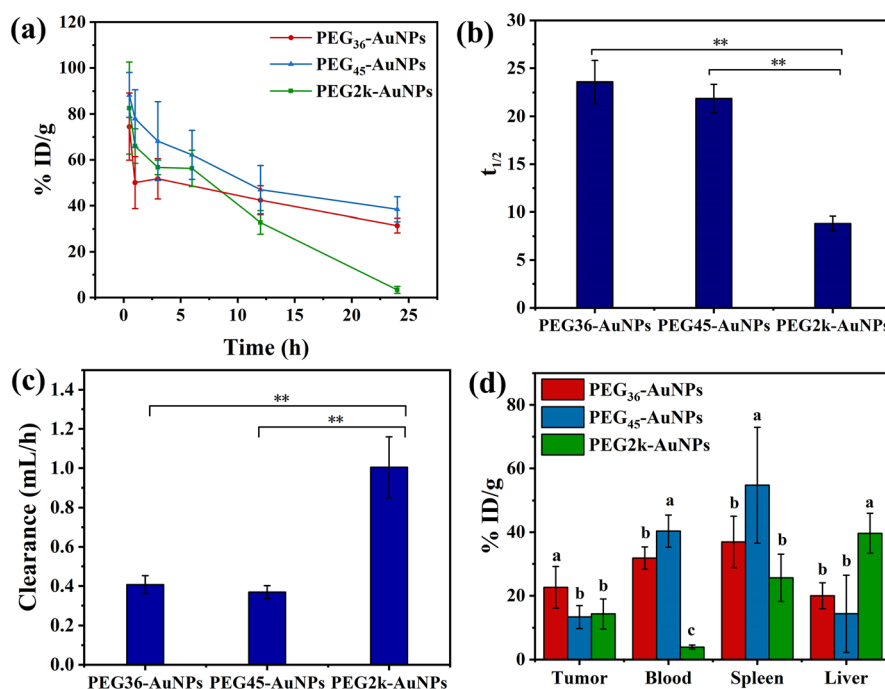 (a)
PEG36-AuNPs
PEG45-AuNPs
PEG2k-AuNPs
120
100
80
60
40
20
0
% ID/g
0 5 10 15 20 25
Time (h)
(b)
**
**
30
25
20
15
10
5
0
t1/2
PEG36-AuNPs PEG45-AuNPs PEG2k-AuNPs
(c)
**
**
1.4
1.2
1.0
0.8
0.6
0.4
0.2
0.0
Clearance (mL/h)
PEG36-AuNPs PEG45-AuNPs PEG2k-AuNPs
(d)
PEG36-AuNPs
PEG45-AuNPs
PEG2k-AuNPs
80
60
40
20
0
% ID/g
a b b
b a c
b a b
b b a
Tumor Blood Spleen Liver